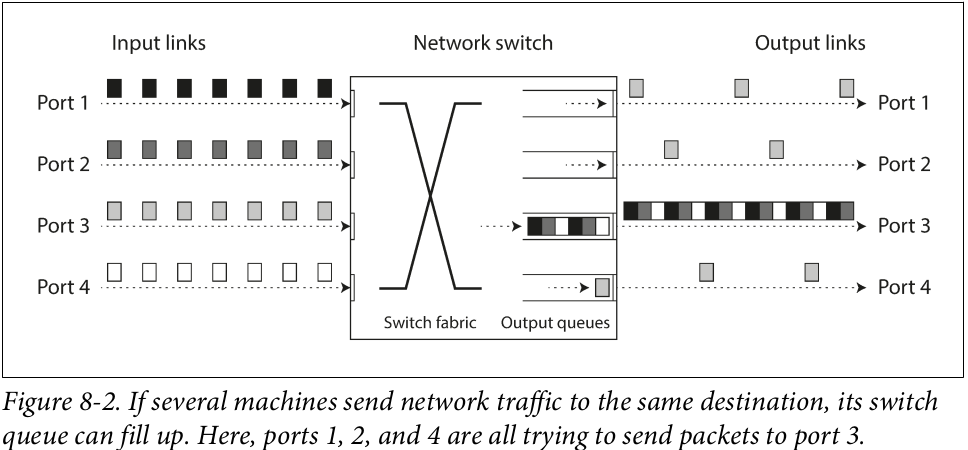 Input links Network switch Output links
Port 1 Port 1
Port 2 Port 2
Port 3 Port 3
Port 4 Port 4
Switch fabric Output queues
Figure 8-2. If several machines send network traffic to the same destination, its switch
queue can fill up. Here, ports 1, 2, and 4 are all trying to send packets to port 3.